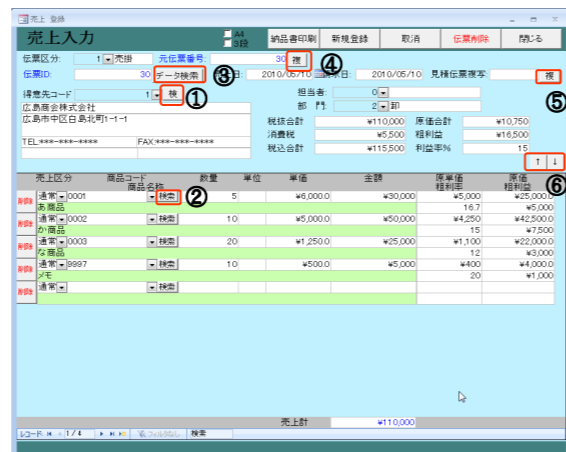 売上 登録
売上入力 A4 3段 納品書印刷 新規登録 取消 伝票削除 閉じる
伝票区分: 1 売掛 元伝票番号: 30 複 ④
伝票ID: 30 データ検索 ③ 日: 2010/05/10 求日: 2010/05/10 見積伝票複写: 複 ⑤
得意先コード 1 検 ① 担当者: 0
広島商会株式会社 部 門: 2 卸
広島市中区白島北町1-1-1 税抜合計 ¥110,000 原価合計 ¥10,750
消費税 ¥5,500 粗利益 ¥16,500
TEL:***-***-**** FAX:***-***-**** 税込合計 ¥115,500 利益率% 15
↑ ↓ ⑥
売上区分 商品コード 数量 単位 単価 金額 原単価 原価
商品名称 粗利率 粗利益
削除 通常 0001 検索 ② 5 ¥6,000.0 ¥30,000 ¥5,000 ¥25,000.0
あ商品 16.7 ¥5,000
削除 通常 0002 検索 10 ¥5,000.0 ¥50,000 ¥4,250 ¥42,500.0
か商品 15 ¥7,500
削除 通常 0003 検索 20 ¥1,250.0 ¥25,000 ¥1,100 ¥22,000.0
な商品 12 ¥3,000
削除 通常 9997 検索 10 ¥500.0 ¥5,000 ¥400 ¥4,000.0
メモ 20 ¥1,000
削除 通常 検索
売上計 ¥110,000
レコード: 1 / 4 フィルタなし 検索